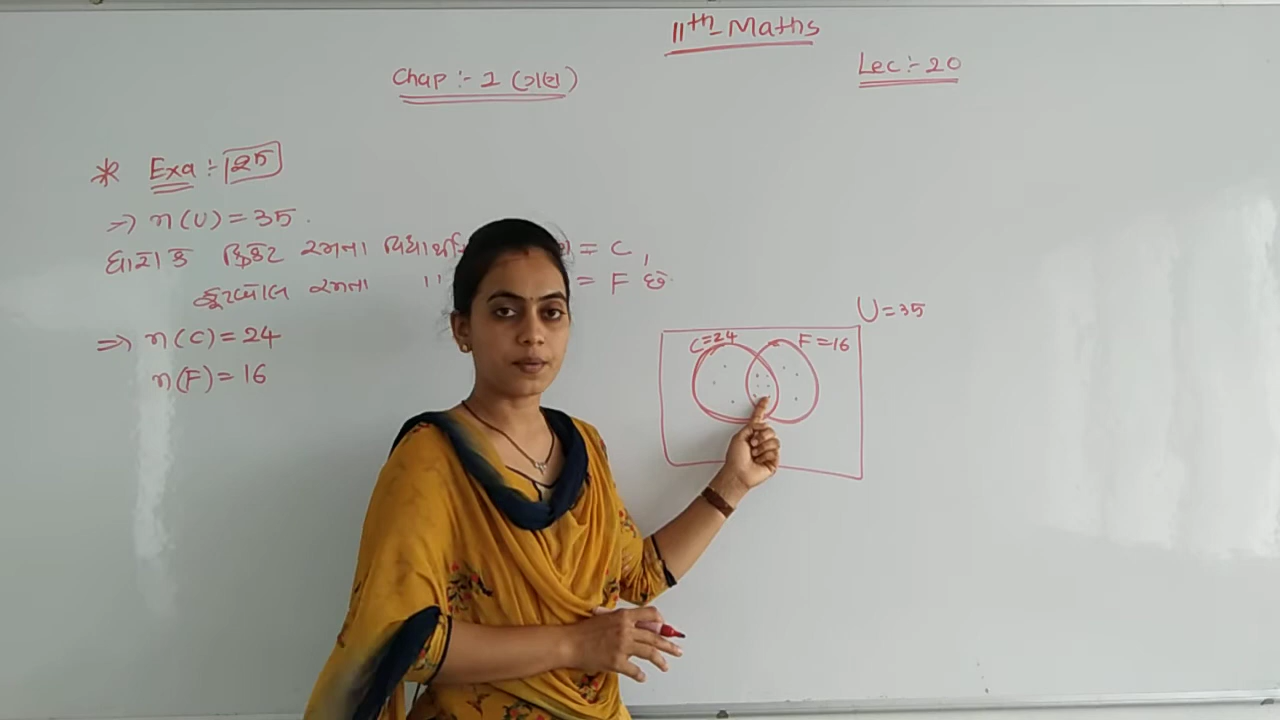 11th-Maths
Lec :- 20
Chap :- 1 (ગણ)
* Exa :- 25
→ n(U) = 35.
ધારો કે ક્રિકેટ રમતા = C,
ફૂટબોલ રમતા '' = F છે.
⇒ n(C) = 24
n(F) = 16
U = 35
C=24 F=16